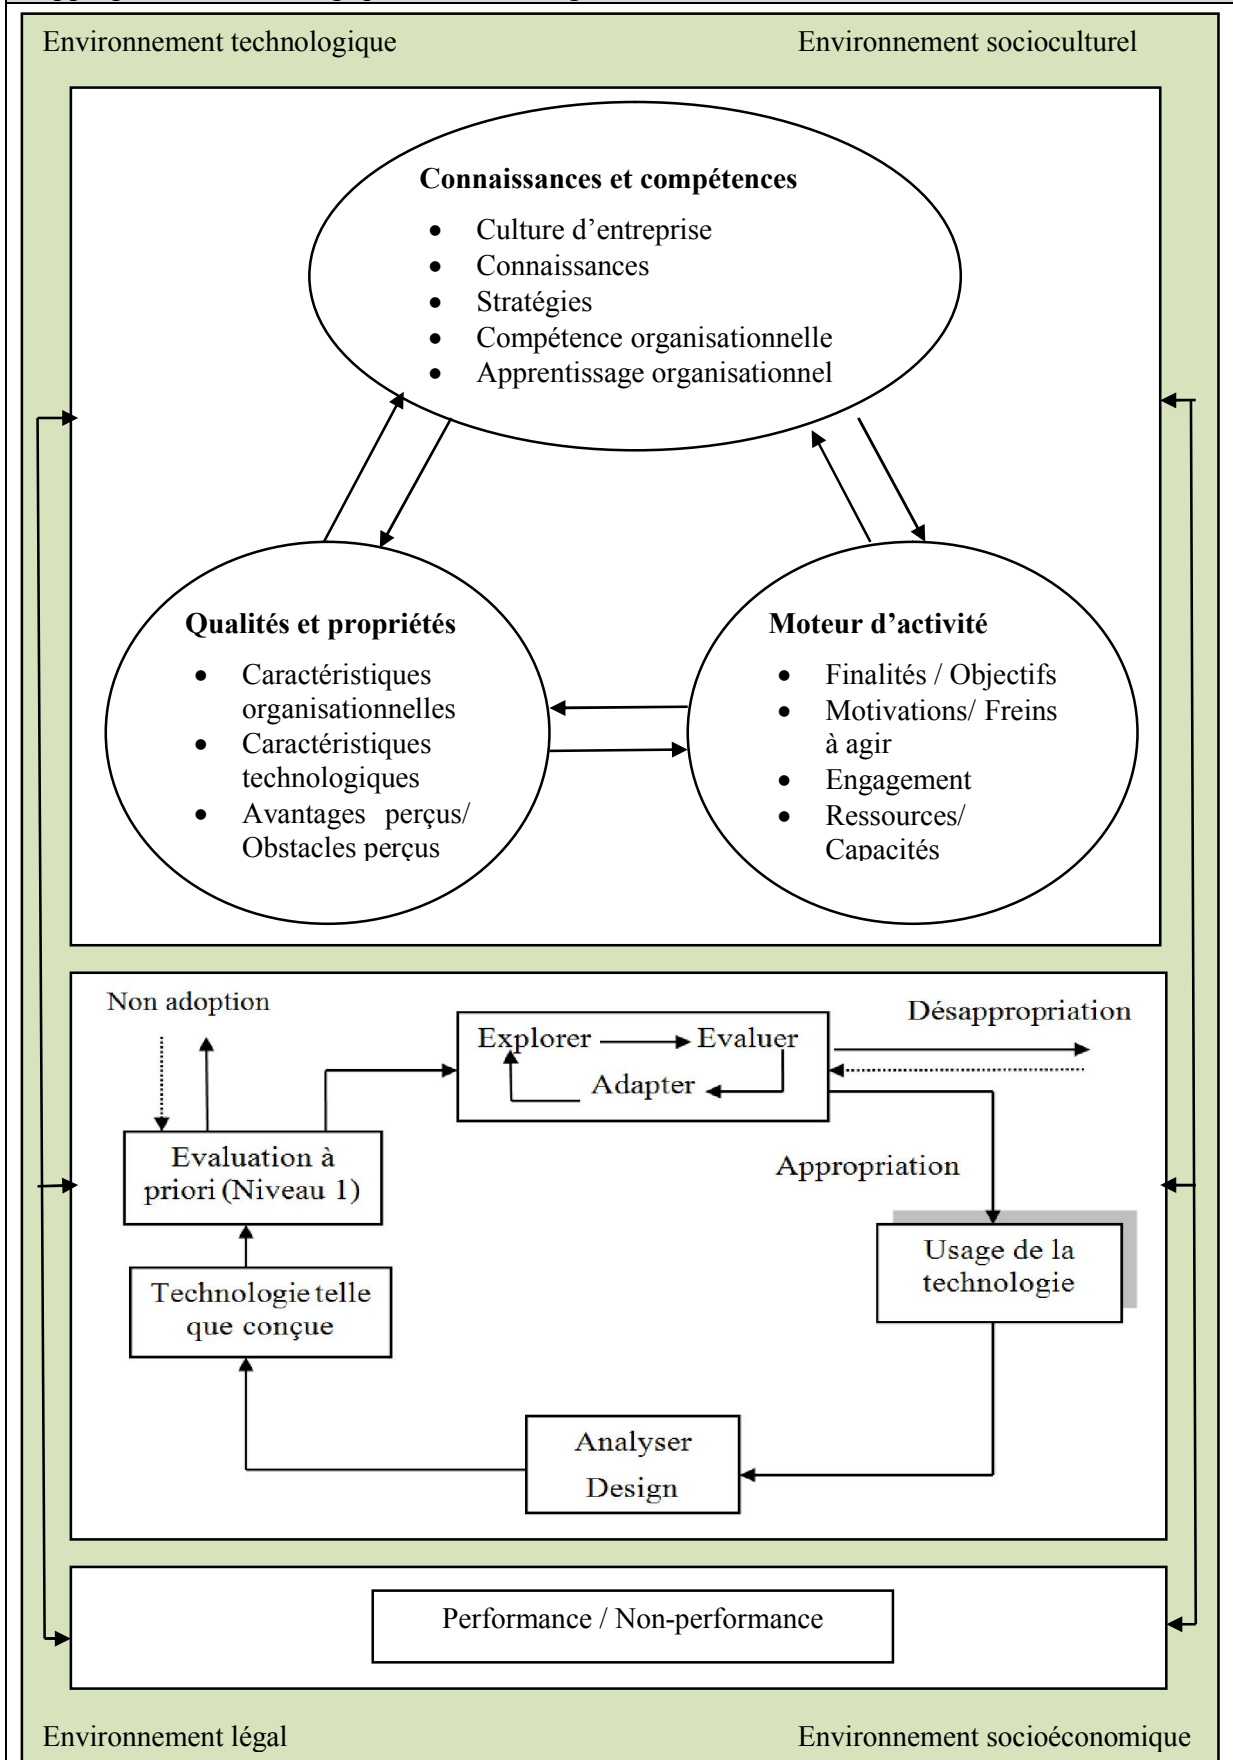 Environnement technologique
Environnement socioculturel
Connaissances et compétences
• Culture d’entreprise
• Connaissances
• Stratégies
• Compétence organisationnelle
• Apprentissage organisationnel
Qualités et propriétés
• Caractéristiques
organisationnelles
• Caractéristiques
technologiques
• Avantages perçus/
Obstacles perçus
Moteur d’activité
• Finalités / Objectifs
• Motivations/ Freins
à agir
• Engagement
• Ressources/
Capacités
Non adoption
Explorer
Evaluer
Adapter
Désappropriation
Evaluation à
priori (Niveau 1)
Appropriation
Usage de la
technologie
Technologie telle
que conçue
Analyser
Design
Performance / Non-performance
Environnement légal
Environnement socioéconomique